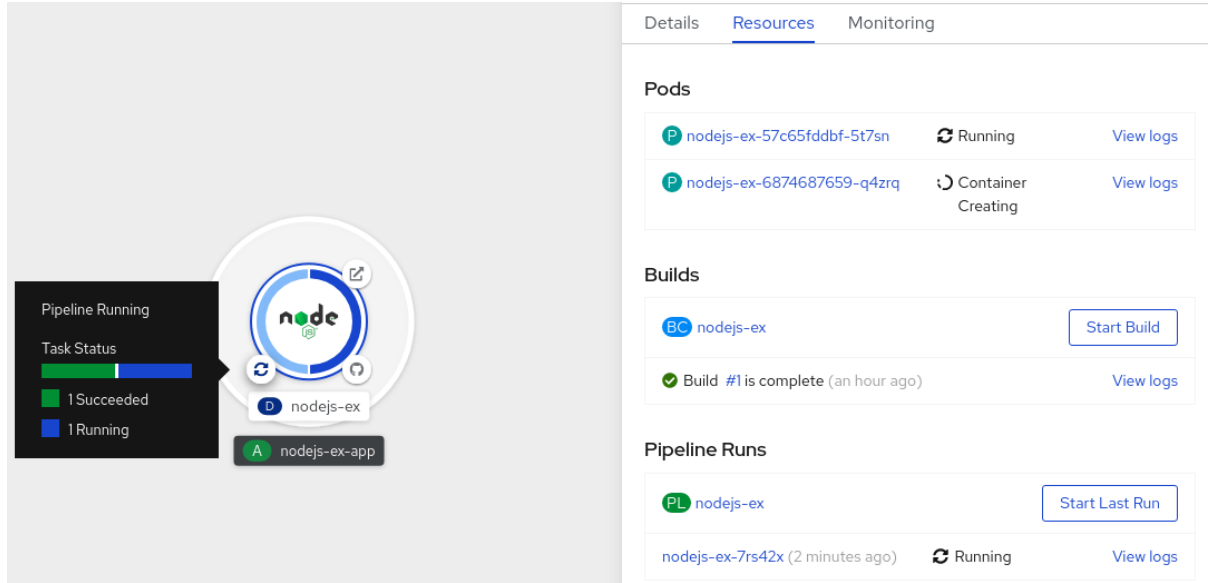 Details Resources Monitoring
Pods
P nodejs-ex-57c65fddbf-5t7sn Running View logs
P nodejs-ex-6874687659-q4zrq Container Creating View logs
Builds
BC nodejs-ex Start Build
Build #1 is complete (an hour ago) View logs
Pipeline Runs
PL nodejs-ex Start Last Run
nodejs-ex-7rs42x (2 minutes ago) Running View logs
Pipeline Running
Task Status
1 Succeeded
1 Running
node
JS
D nodejs-ex
A nodejs-ex-app